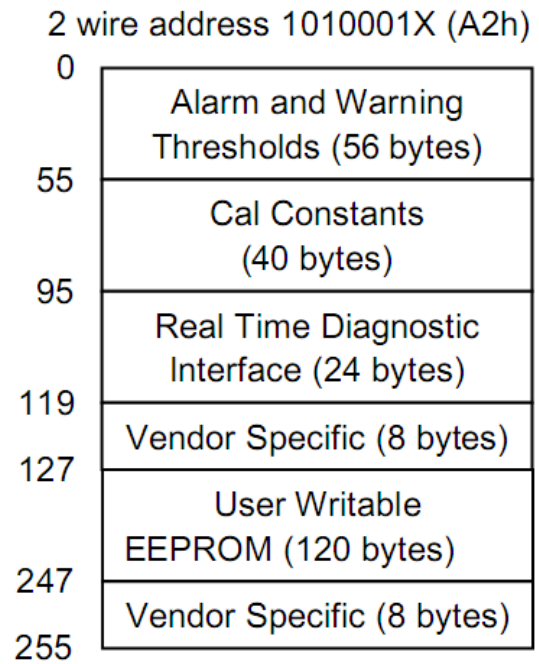 2 wire address 1010001X (A2h)
0
Alarm and Warning
Thresholds (56 bytes)
55
Cal Constants
(40 bytes)
95
Real Time Diagnostic
Interface (24 bytes)
119
Vendor Specific (8 bytes)
127
User Writable
EEPROM (120 bytes)
247
Vendor Specific (8 bytes)
255